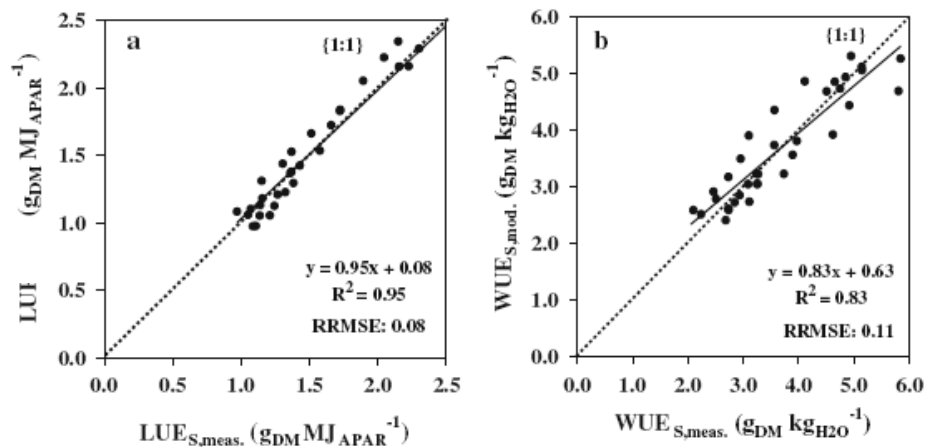 a
{1:1}
2.5
2.0
1.5
1.0
0.5
0.0
LUI (g_DM MJ_APAR^-1)
y = 0.95x + 0.08
R^2 = 0.95
RRMSE: 0.08
0.0 0.5 1.0 1.5 2.0 2.5
LUE_S,meas. (g_DM MJ_APAR^-1)
b
{1:1}
6.0
5.0
4.0
3.0
2.0
1.0
0.0
WUE_S,mod. (g_DM kg_H2O^-1)
y = 0.83x + 0.63
R^2 = 0.83
RRMSE: 0.11
0.0 1.0 2.0 3.0 4.0 5.0 6.0
WUE_S,meas. (g_DM kg_H2O^-1)